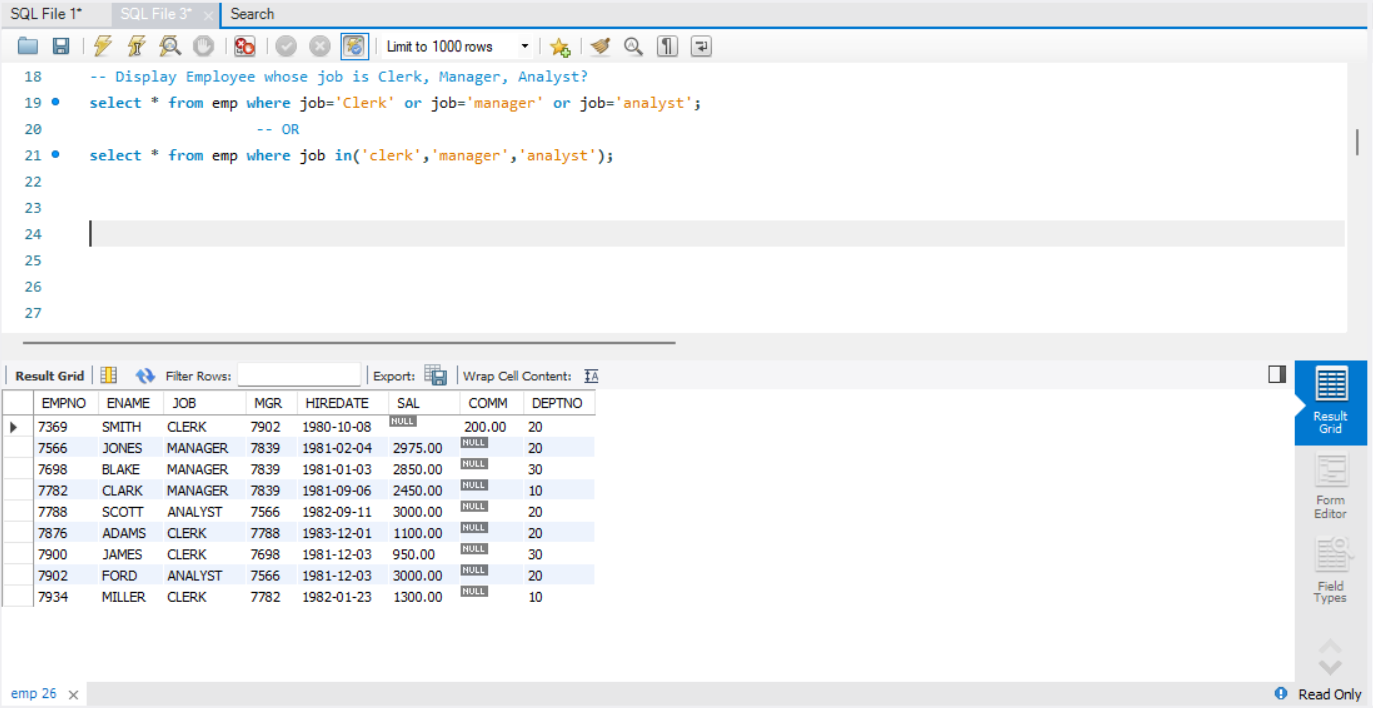 SQL File 1* SQL File 3* × Search
Limit to 1000 rows
18 -- Display Employee whose job is Clerk, Manager, Analyst?
19 select * from emp where job='Clerk' or job='manager' or job='analyst';
20 -- OR
21 select * from emp where job in('clerk','manager','analyst');
22
23
24
25
26
27
Result Grid Filter Rows: Export: Wrap Cell Content:
EMPNO ENAME JOB MGR HIREDATE SAL COMM DEPTNO
7369 SMITH CLERK 7902 1980-10-08 NULL 200.00 20
7566 JONES MANAGER 7839 1981-02-04 2975.00 NULL 20
7698 BLAKE MANAGER 7839 1981-01-03 2850.00 NULL 30
7782 CLARK MANAGER 7839 1981-09-06 2450.00 NULL 10
7788 SCOTT ANALYST 7566 1982-09-11 3000.00 NULL 20
7876 ADAMS CLERK 7788 1983-12-01 1100.00 NULL 20
7900 JAMES CLERK 7698 1981-12-03 950.00 NULL 30
7902 FORD ANALYST 7566 1981-12-03 3000.00 NULL 20
7934 MILLER CLERK 7782 1982-01-23 1300.00 NULL 10
Result
Grid
Form
Editor
Field
Types
emp 26 ×
Read Only